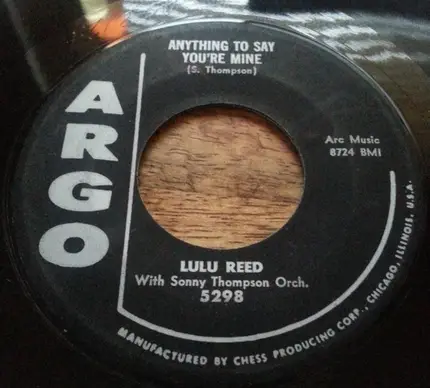 ANYTHING TO SAY
YOU'RE MINE
(S. Thompson)
ARGO
Arc Music
8724 BMI
LULU REED
With Sonny Thompson Orch.
5298
MANUFACTURED BY CHESS PRODUCING CORP., CHICAGO, ILLINOIS, U.S.A.